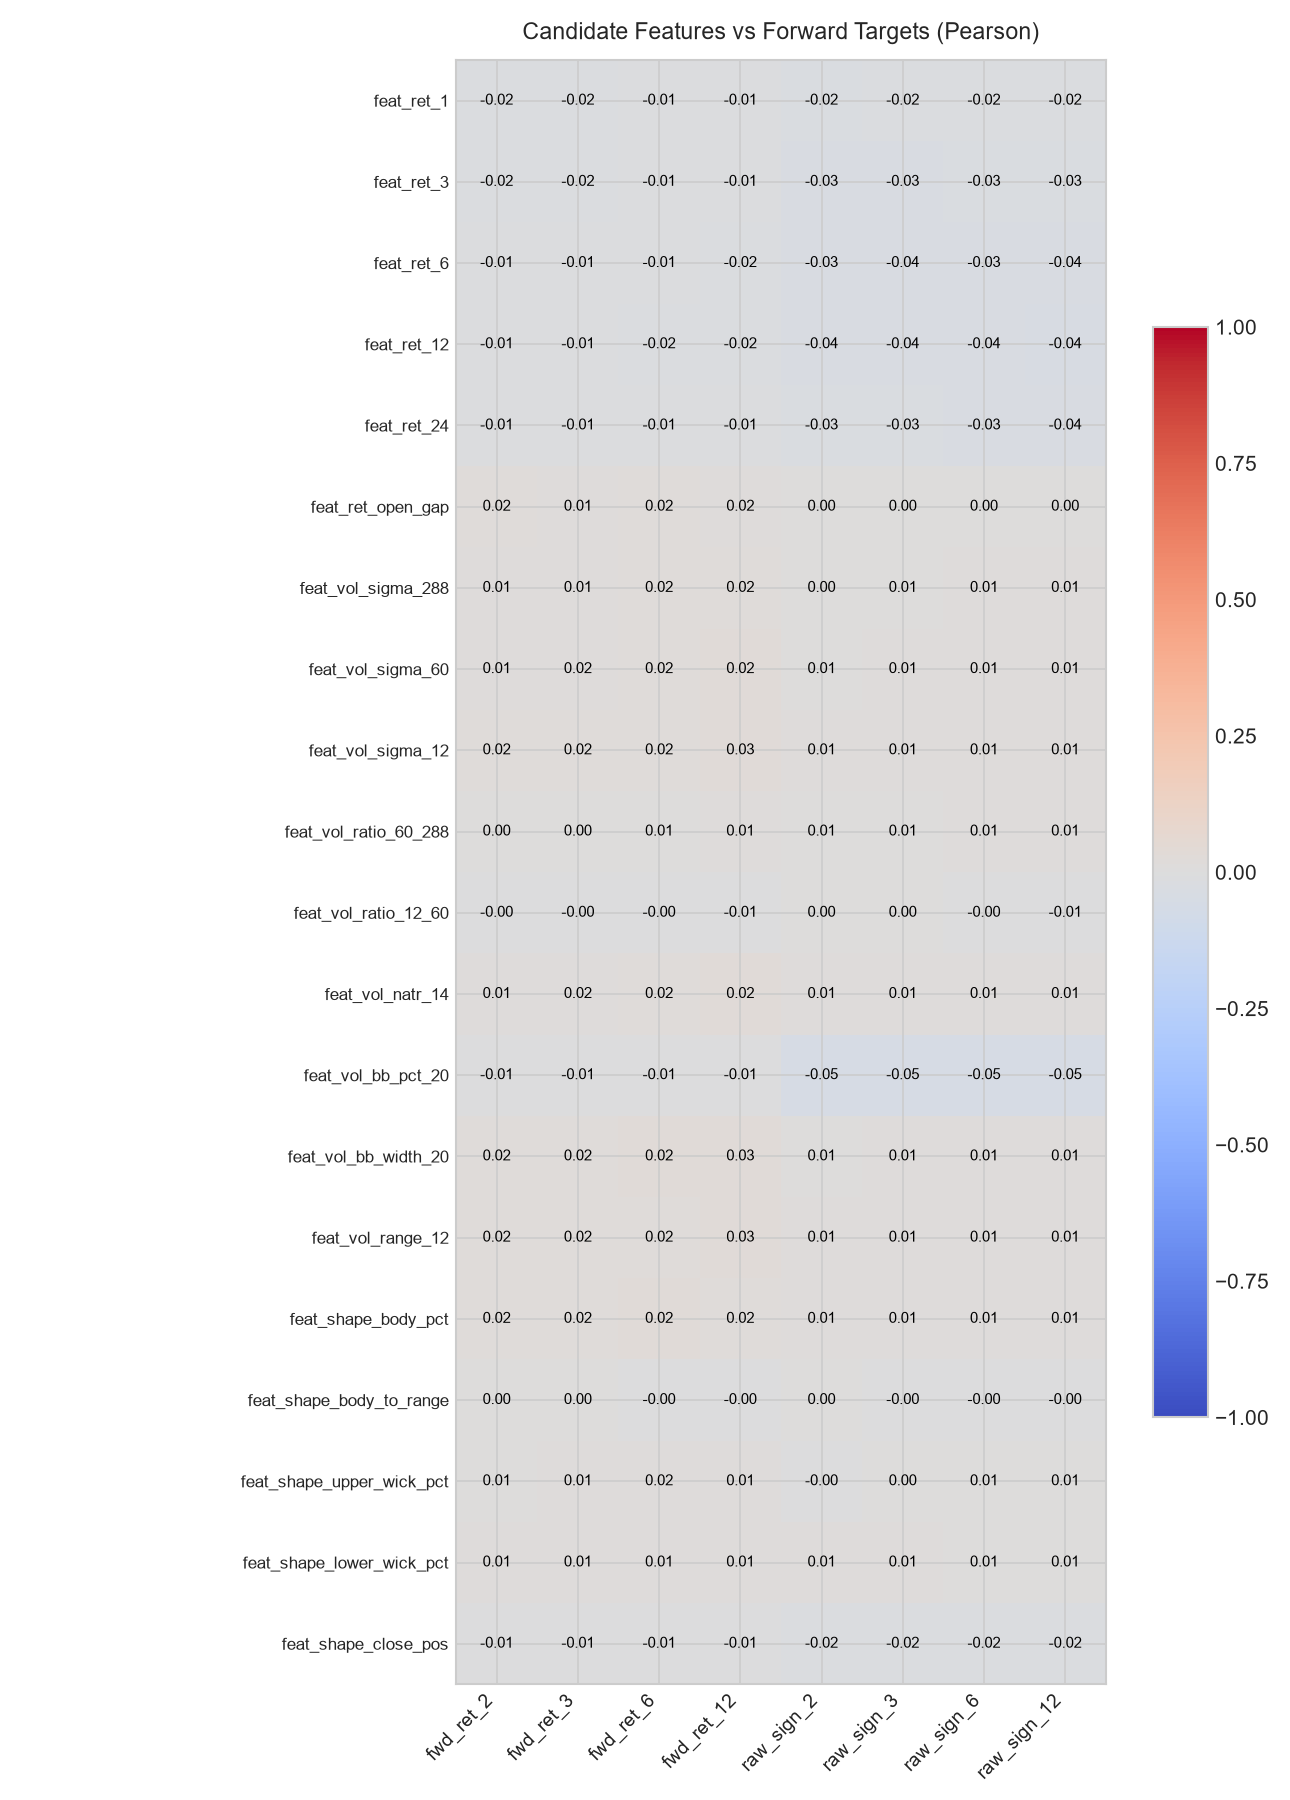 Candidate Features vs Forward Targets (Pearson)
feat_ret_1 -0.02 -0.02 -0.01 -0.01 -0.02 -0.02 -0.02 -0.02
feat_ret_3 -0.02 -0.02 -0.01 -0.01 -0.03 -0.03 -0.03 -0.03
feat_ret_6 -0.01 -0.01 -0.01 -0.02 -0.03 -0.04 -0.03 -0.04
feat_ret_12 -0.01 -0.01 -0.02 -0.02 -0.04 -0.04 -0.04 -0.04
feat_ret_24 -0.01 -0.01 -0.01 -0.01 -0.03 -0.03 -0.03 -0.04
feat_ret_open_gap 0.02 0.01 0.02 0.02 0.00 0.00 0.00 0.00
feat_vol_sigma_288 0.01 0.01 0.02 0.02 0.00 0.01 0.01 0.01
feat_vol_sigma_60 0.01 0.02 0.02 0.02 0.01 0.01 0.01 0.01
feat_vol_sigma_12 0.02 0.02 0.02 0.03 0.01 0.01 0.01 0.01
feat_vol_ratio_60_288 0.00 0.00 0.01 0.01 0.01 0.01 0.01 0.01
feat_vol_ratio_12_60 -0.00 -0.00 -0.00 -0.01 0.00 0.00 -0.00 -0.01
feat_vol_natr_14 0.01 0.02 0.02 0.02 0.01 0.01 0.01 0.01
feat_vol_bb_pct_20 -0.01 -0.01 -0.01 -0.01 -0.05 -0.05 -0.05 -0.05
feat_vol_bb_width_20 0.02 0.02 0.02 0.03 0.01 0.01 0.01 0.01
feat_vol_range_12 0.02 0.02 0.02 0.03 0.01 0.01 0.01 0.01
feat_shape_body_pct 0.02 0.02 0.02 0.02 0.01 0.01 0.01 0.01
feat_shape_body_to_range 0.00 0.00 -0.00 -0.00 0.00 -0.00 -0.00 -0.00
feat_shape_upper_wick_pct 0.01 0.01 0.02 0.01 -0.00 0.00 0.01 0.01
feat_shape_lower_wick_pct 0.01 0.01 0.01 0.01 0.01 0.01 0.01 0.01
feat_shape_close_pos -0.01 -0.01 -0.01 -0.01 -0.02 -0.02 -0.02 -0.02
fwd_ret_2 fwd_ret_3 fwd_ret_6 fwd_ret_12 raw_sign_2 raw_sign_3 raw_sign_6 raw_sign_12
1.00
0.75
0.50
0.25
0.00
−0.25
−0.50
−0.75
−1.00